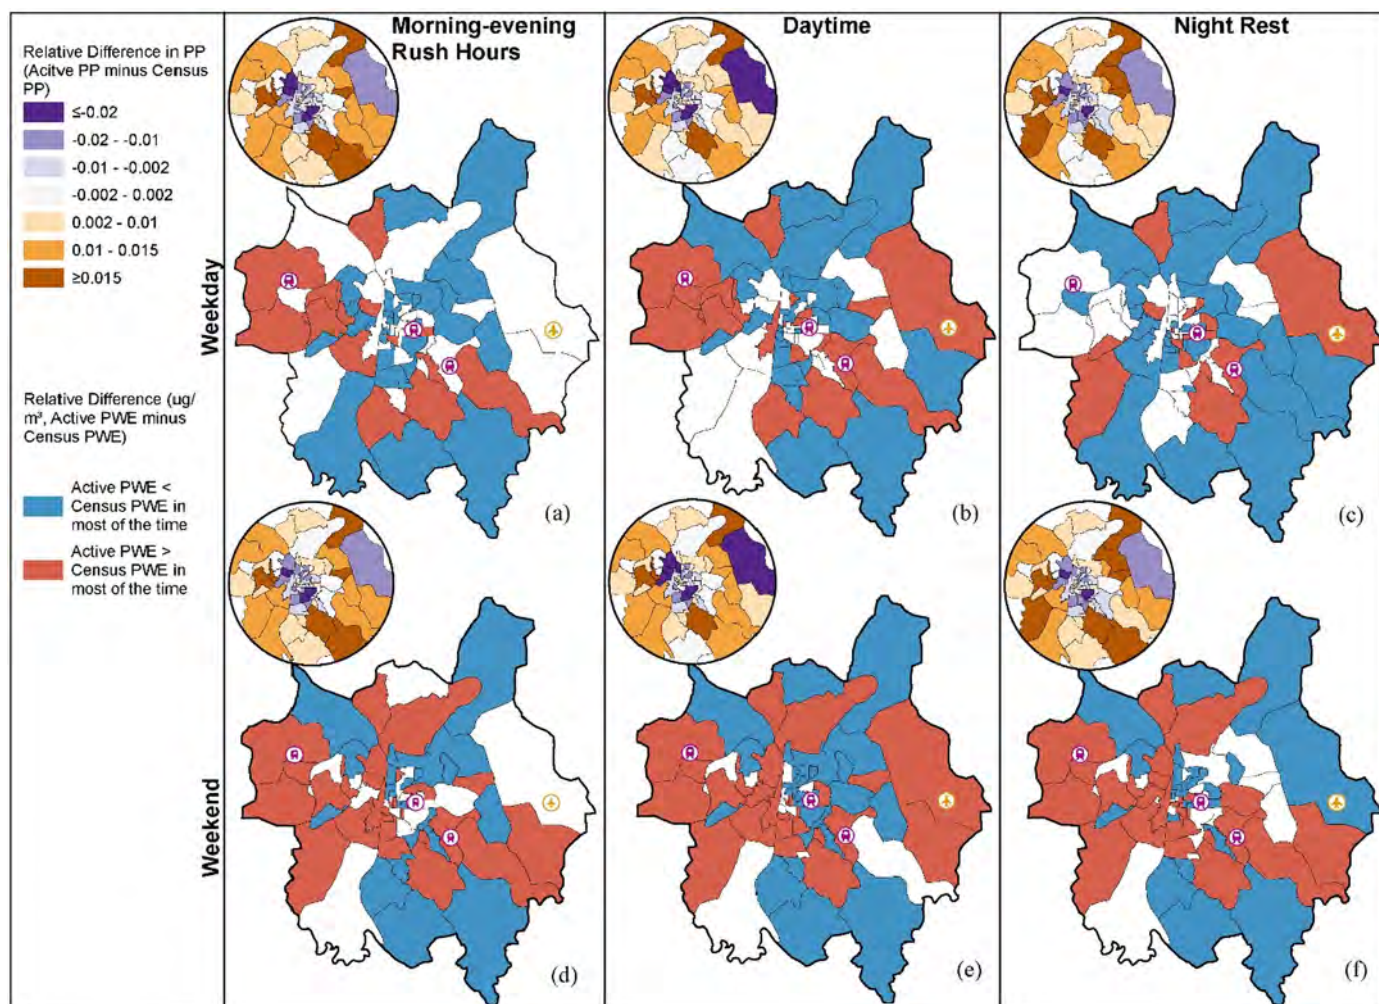 Morning-evening
Rush Hours
Daytime
Night Rest
Relative Difference in PP
(Acitve PP minus Census
PP)
≤-0.02
-0.02 - -0.01
-0.01 - -0.002
-0.002 - 0.002
0.002 - 0.01
0.01 - 0.015
≥0.015
Weekday
Relative Difference (ug/
m³, Active PWE minus
Census PWE)
Active PWE <
Census PWE in
most of the time
Active PWE >
Census PWE in
most of the time
(a)
(b)
(c)
Weekend
(d)
(e)
(f)